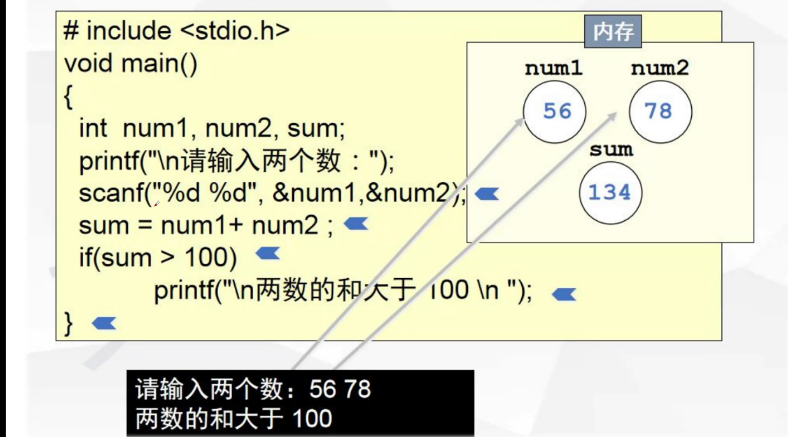 # include <stdio.h>
void main()
{
int num1, num2, sum;
printf("\n请输入两个数：");
scanf("%d %d", &num1,&num2);
sum = num1+ num2 ;
if(sum > 100)
printf("\n两数的和大于 100 \n ");
}
内存
num1 num2
56 78
sum
134
请输入两个数：56 78
两数的和大于 100